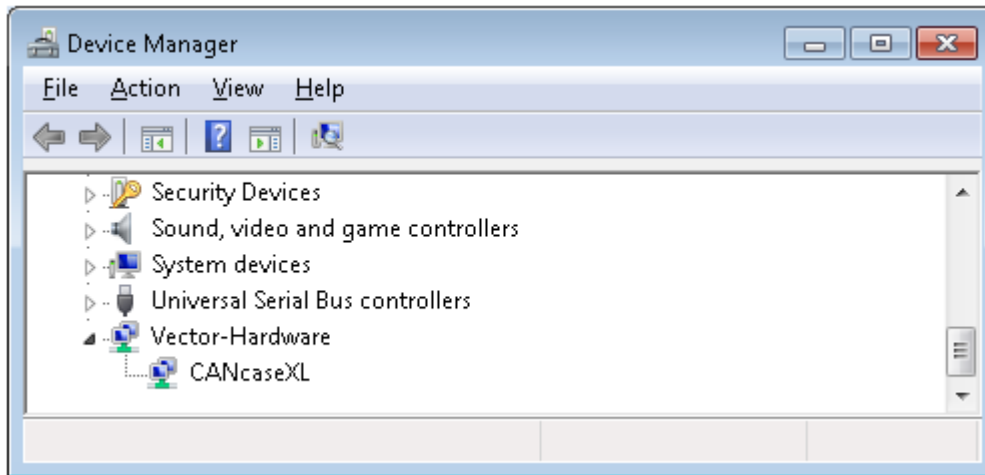 Device Manager
File Action View Help
Security Devices
Sound, video and game controllers
System devices
Universal Serial Bus controllers
Vector-Hardware
CANcaseXL